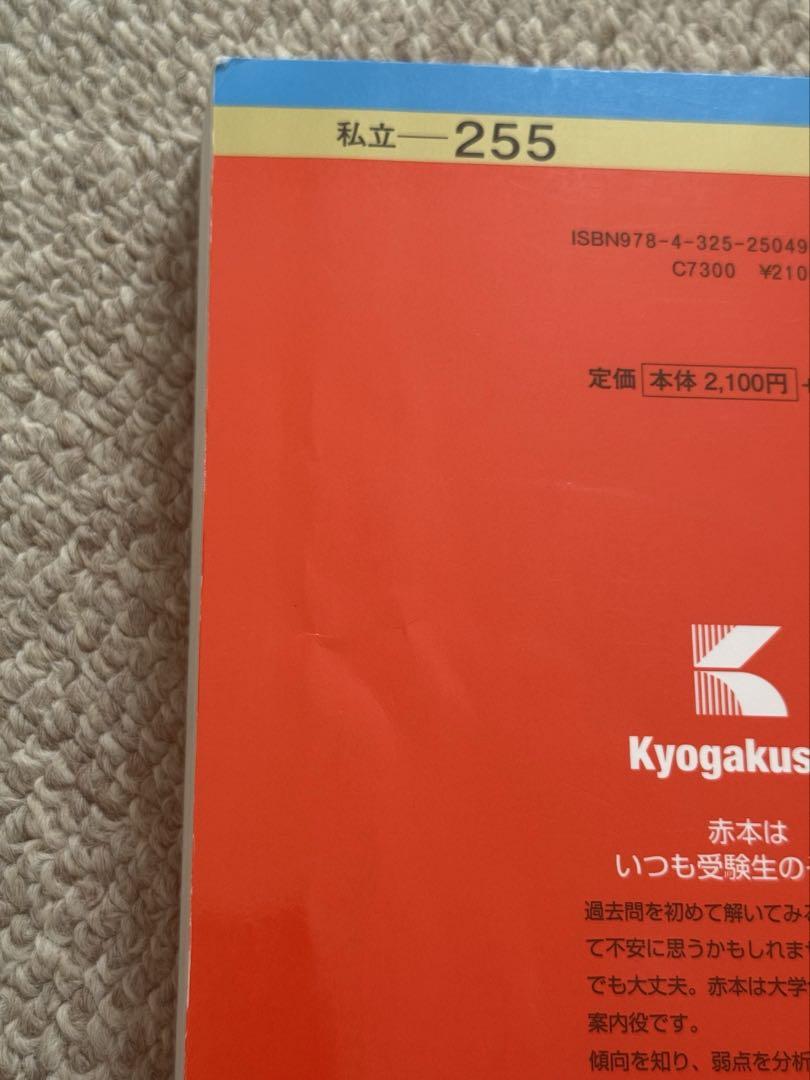 私立―255
ISBN978-4-325-25049
C7300 ¥210
定価 本体 2,100円
Kyogakus
赤本は
いつも受験生の
過去問を初めて解いてみ
て不安に思うかもしれま
でも大丈夫。赤本は大学
案内役です。
傾向を知り、弱点を分析